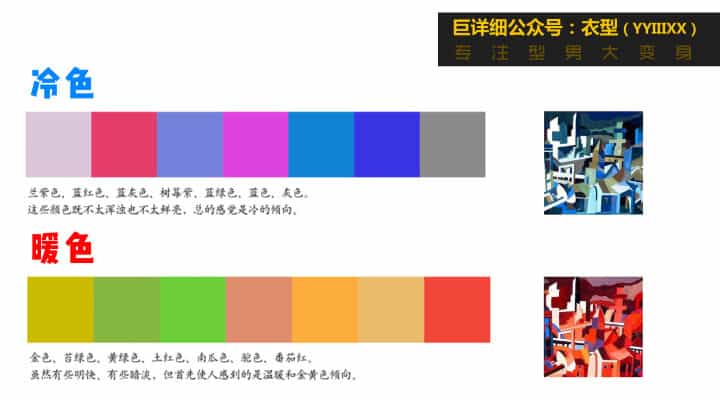 巨详细公众号：衣型（YYIIIXX）
专注型男大变身
冷色
兰紫色、蓝红色、蓝灰色、树莓紫、蓝绿色、蓝色、灰色。
这些颜色既不太浑浊也不太鲜亮，总的感觉是冷的倾向。
暖色
金色、苔绿色、黄绿色、土红色、南瓜色、驼色、番茄红。
虽然有些明快、有些暗淡，但首先使人感到的是温暖和金黄色倾向。